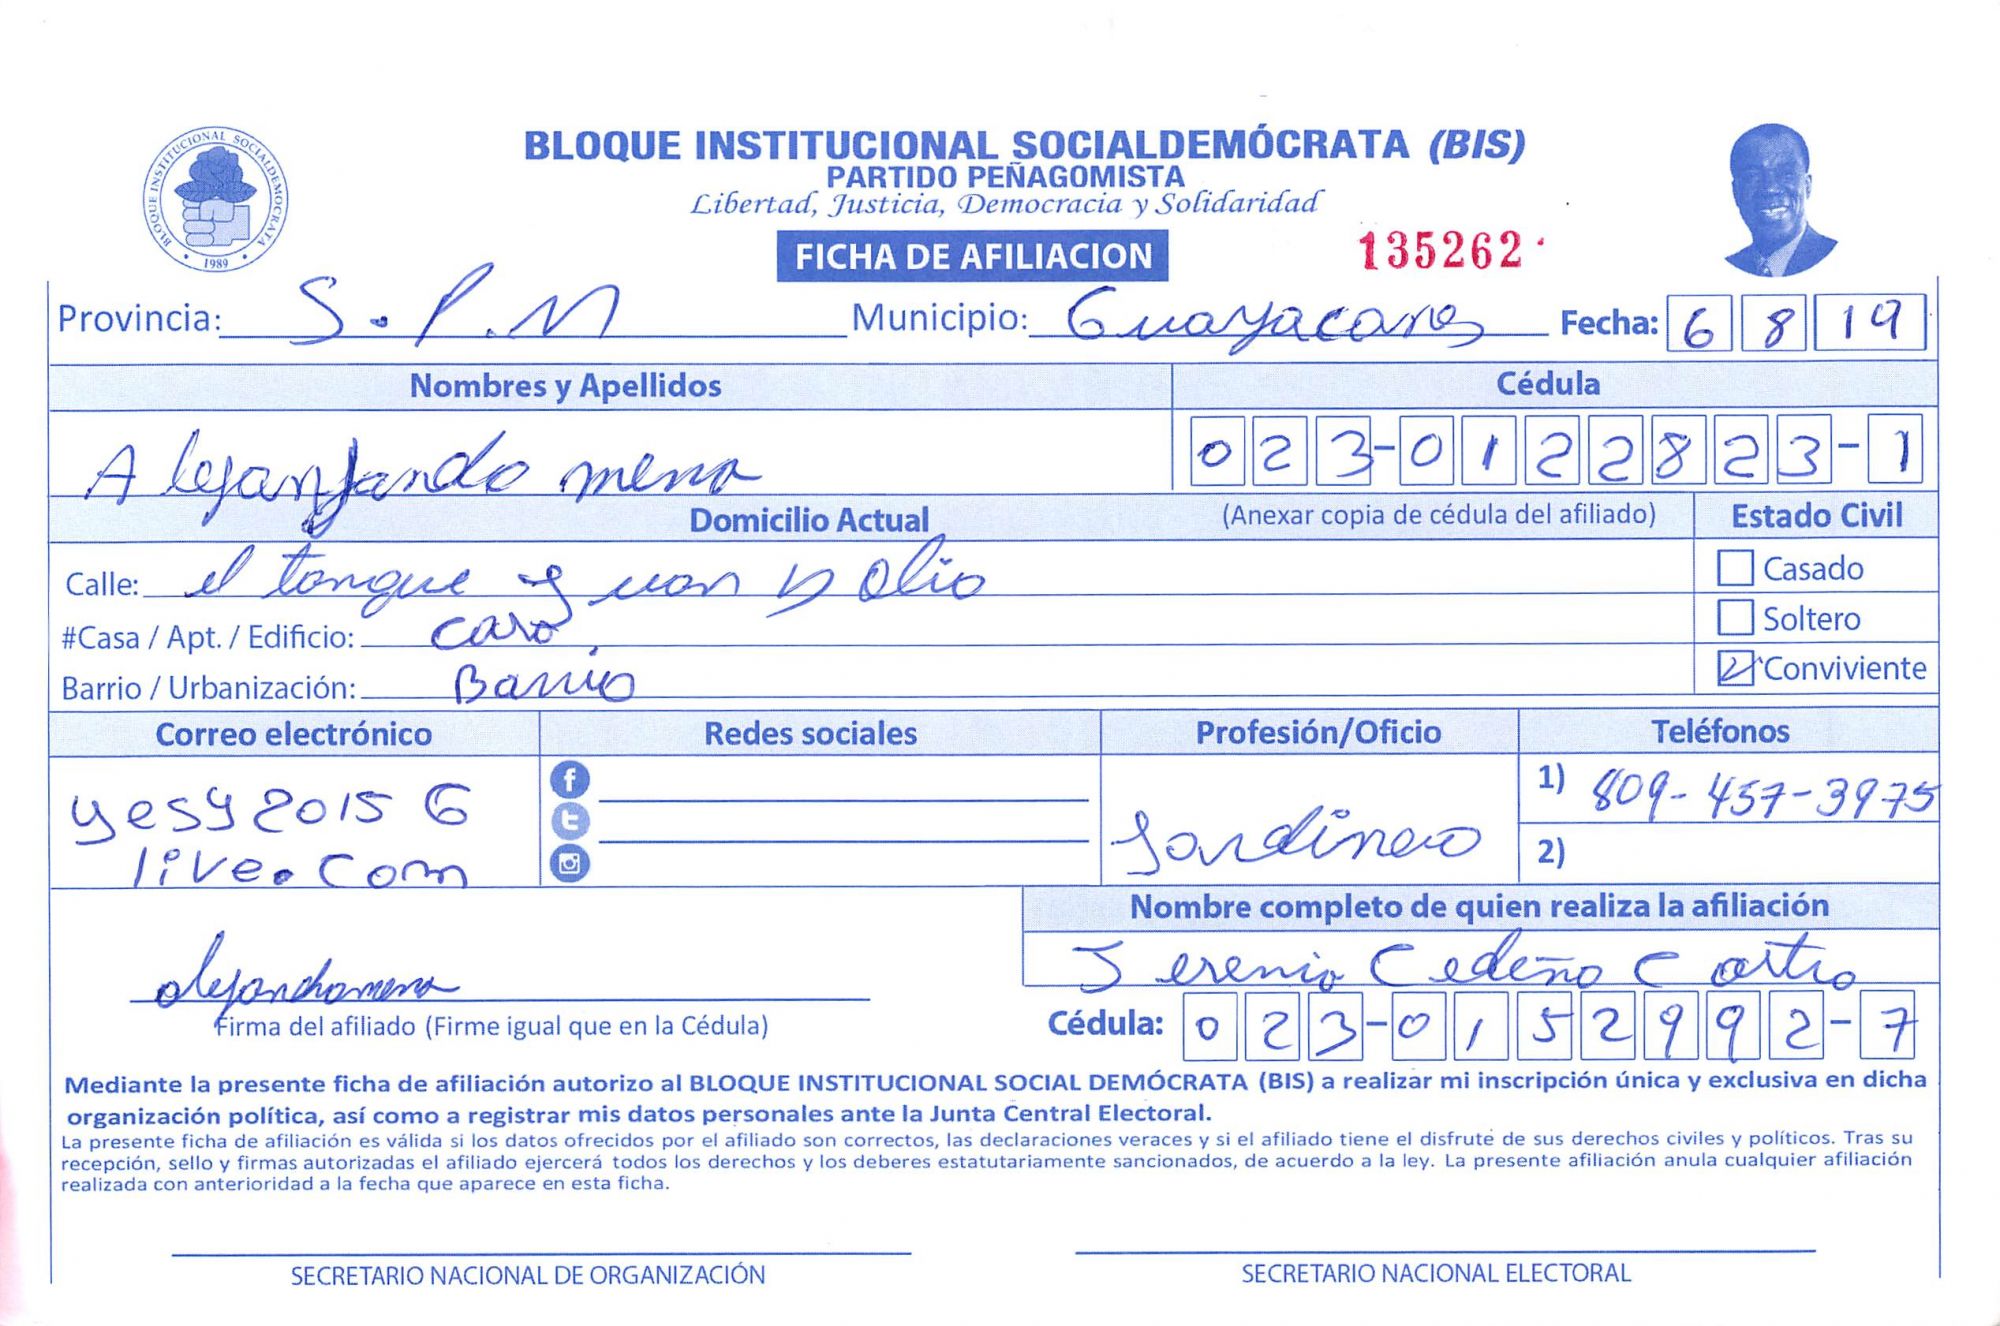 BLOQUE INSTITUCIONAL SOCIALDEMÓCRATA
1989
BLOQUE INSTITUCIONAL SOCIALDEMÓCRATA (BIS)
PARTIDO PEÑAGOMISTA
Libertad, Justicia, Democracia y Solidaridad
FICHA DE AFILIACION 135262
Provincia: S.P.M Municipio: Guayacanes Fecha: 6 8 19
Nombres y Apellidos Cédula
mena 023-0122823-1
Domicilio Actual (Anexar copia de cédula del afiliado) Estado Civil
Calle: el tanque Juan Dolio Casado
#Casa / Apt. / Edificio: casa Soltero
Barrio / Urbanización: Barrio Conviviente
Correo electrónico Redes sociales Profesión/Oficio Teléfonos
yesy2015 G 1) 809-457-3975
live.com Jardinero 2)
Nombre completo de quien realiza la afiliación
Jerenio Cedeño Castro
alejandro mena
Firma del afiliado (Firme igual que en la Cédula) Cédula: 023-0152992-7
Mediante la presente ficha de afiliación autorizo al BLOQUE INSTITUCIONAL SOCIAL DEMÓCRATA (BIS) a realizar mi inscripción única y exclusiva en dicha
organización política, así como a registrar mis datos personales ante la Junta Central Electoral.
La presente ficha de afiliación es válida si los datos ofrecidos por el afiliado son correctos, las declaraciones veraces y si el afiliado tiene el disfrute de sus derechos civiles y políticos. Tras su
recepción, sello y firmas autorizadas el afiliado ejercerá todos los derechos y los deberes estatutariamente sancionados, de acuerdo a la ley. La presente afiliación anula cualquier afiliación
realizada con anterioridad a la fecha que aparece en esta ficha.
SECRETARIO NACIONAL DE ORGANIZACIÓN SECRETARIO NACIONAL ELECTORAL